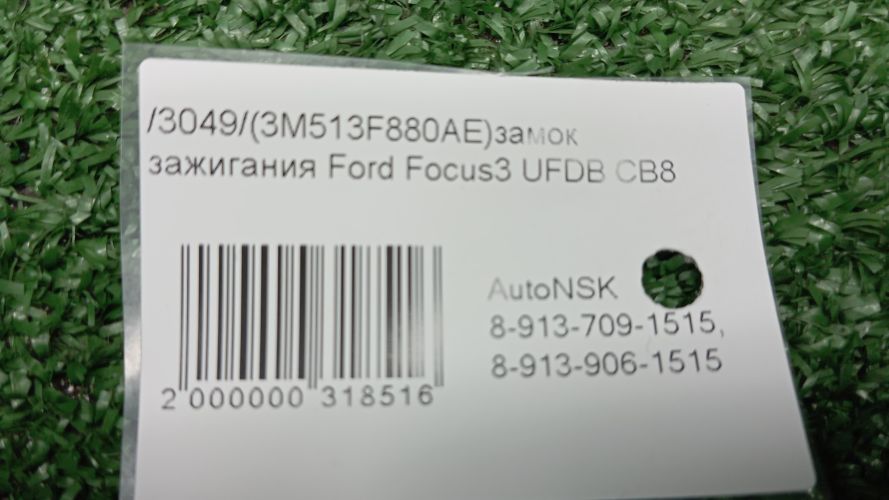 /3049/(3M513F880AE)замок
зажигания Ford Focus3 UFDB CB8
AutoNSK
8-913-709-1515,
8-913-906-1515
2 000000 318516